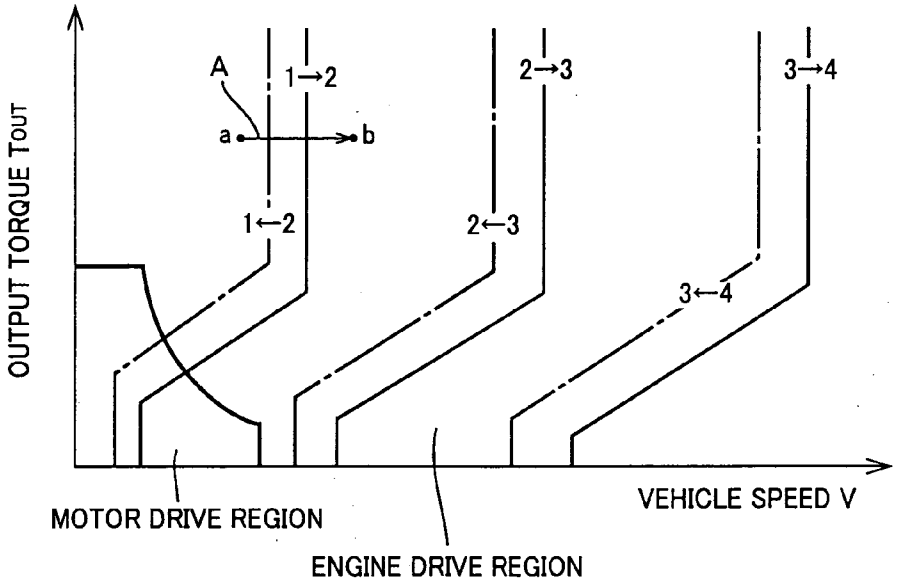 OUTPUT TORQUE TOUT
A
1→2
2→3
3→4
a
b
1←2
2←3
3←4
VEHICLE SPEED V
MOTOR DRIVE REGION
ENGINE DRIVE REGION